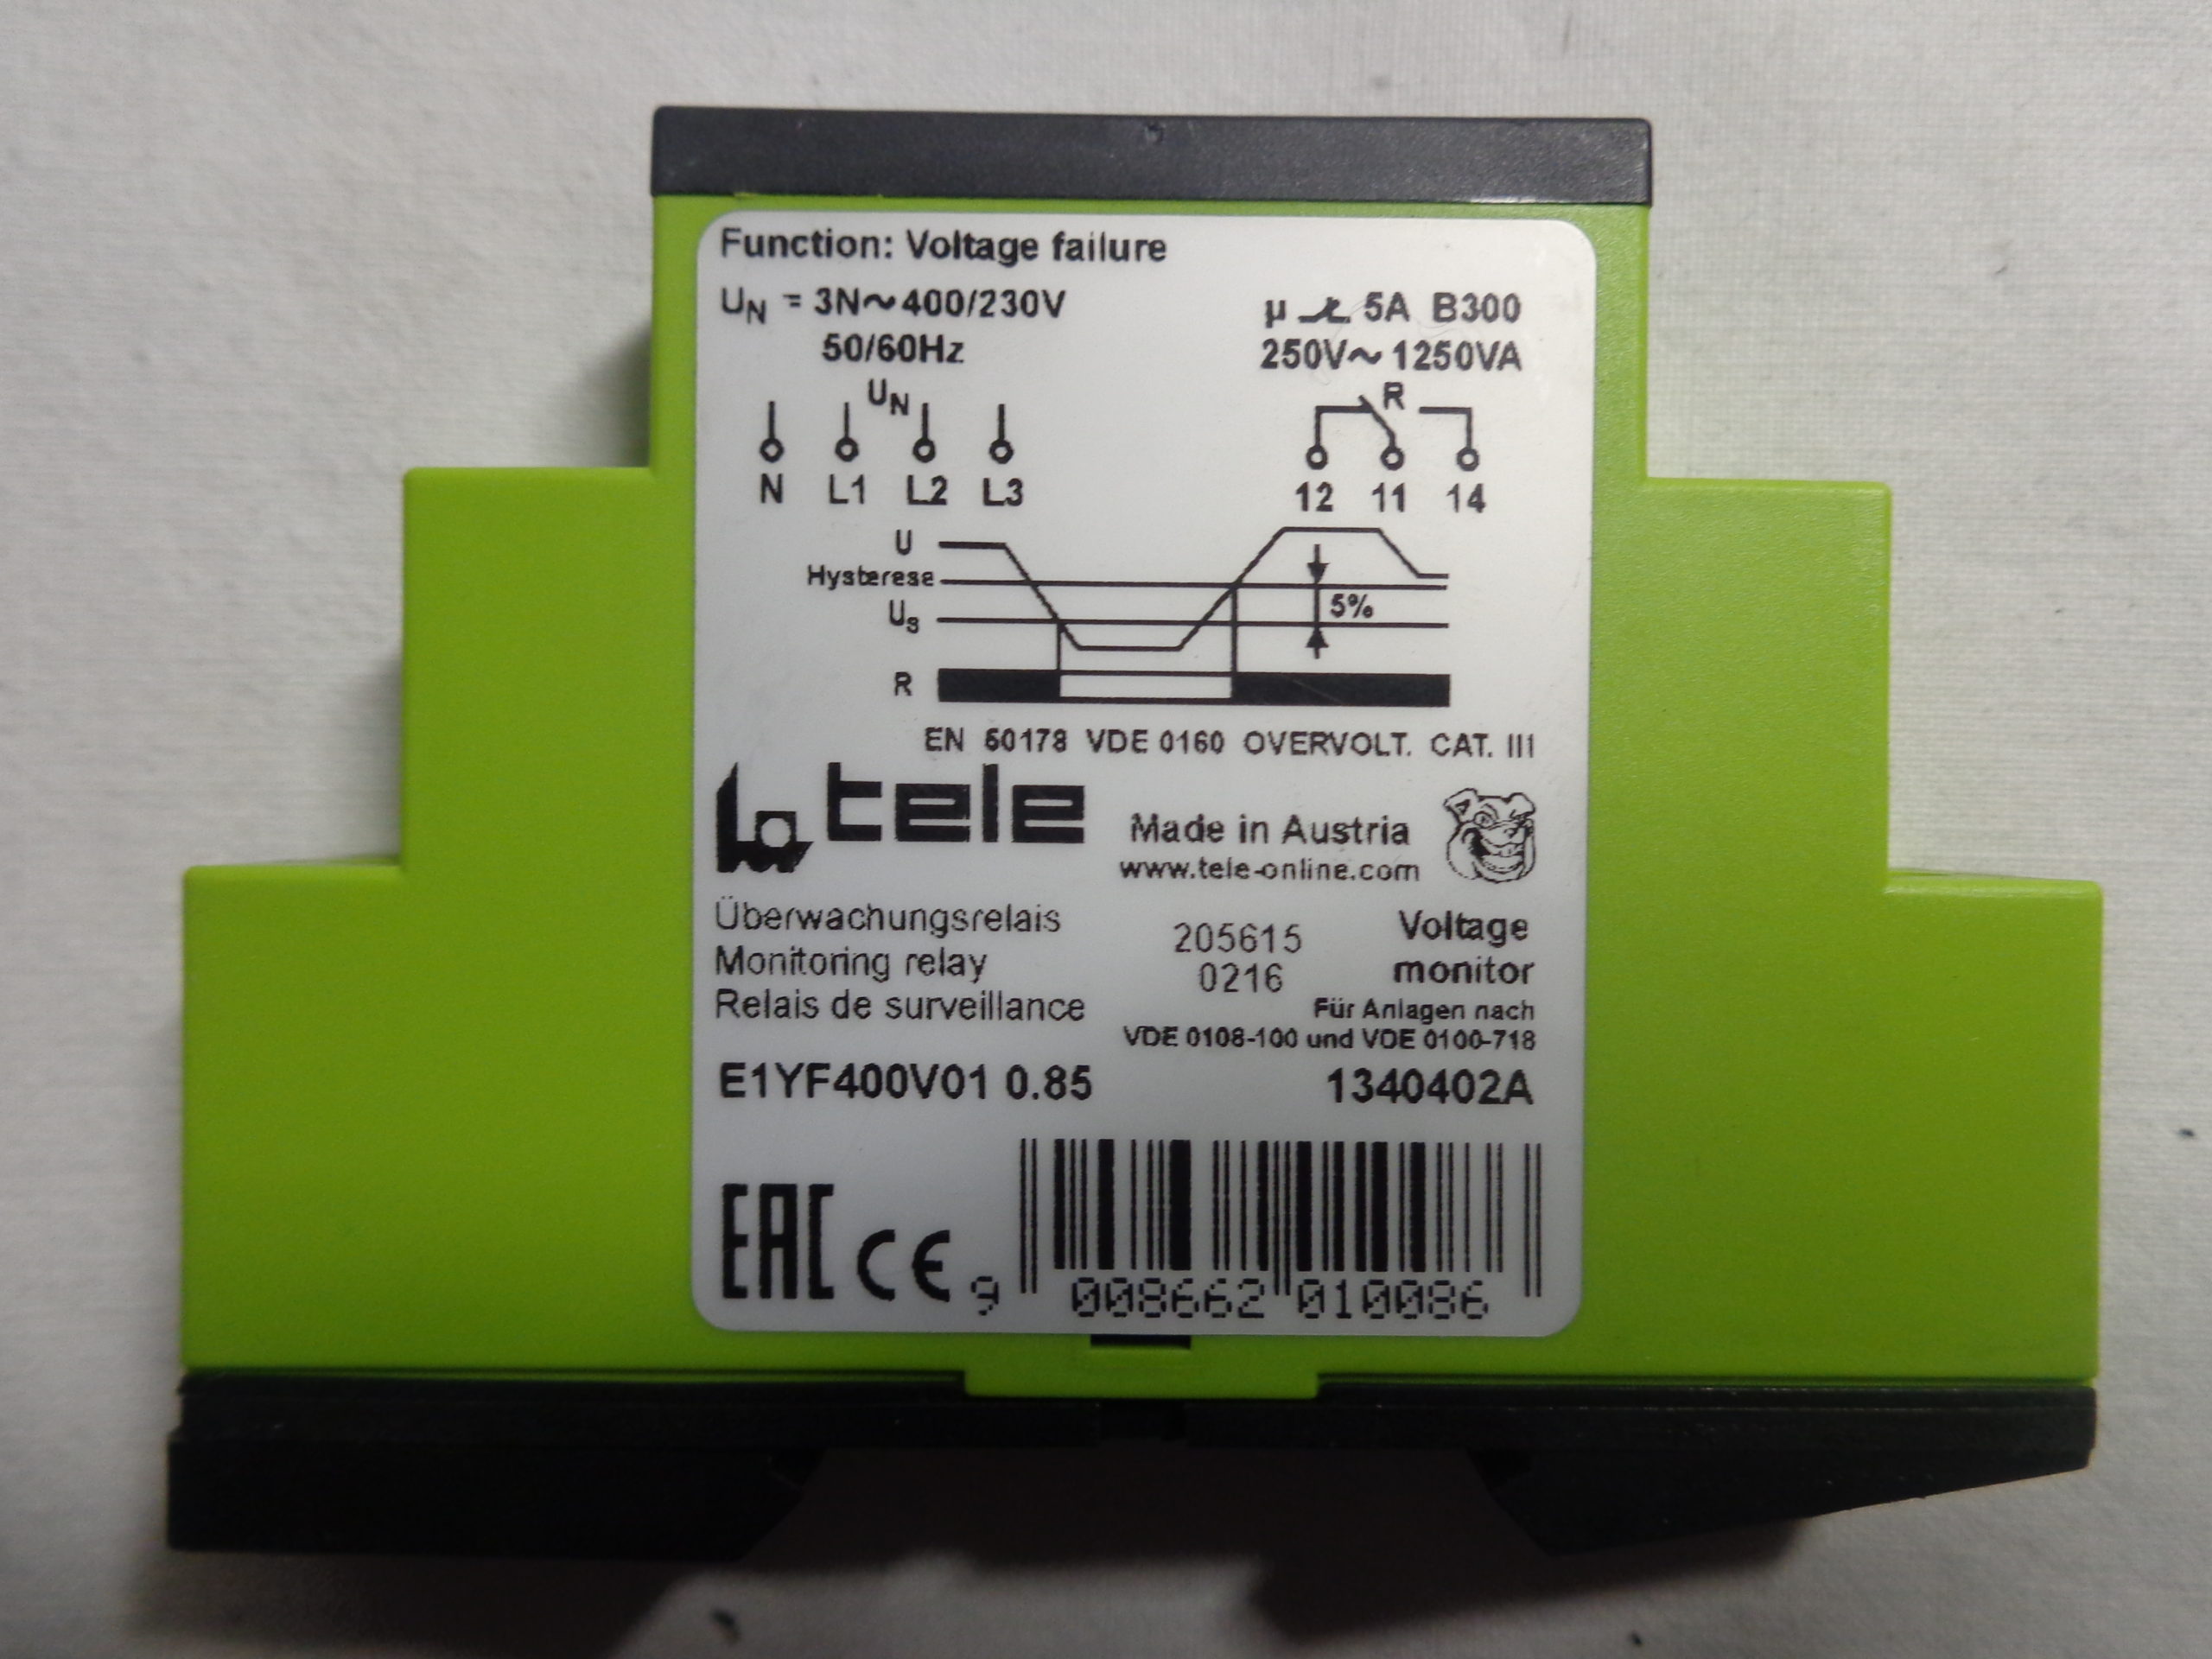 Function: Voltage failure
UN = 3N~400/230V
50/60Hz
µ 5A B300
250V~ 1250VA
UN
R
N L1 L2 L3
12 11 14
U
Hysterese
5%
Us
R
EN 50178 VDE 0160 OVERVOLT. CAT. III
tele
Made in Austria
www.tele-online.com
Überwachungsrelais
Monitoring relay
Relais de surveillance
205615
0216
Voltage
monitor
Für Anlagen nach
VDE 0108-100 und VDE 0100-718
E1YF400V01 0.85
1340402A
EAC CE
9 008662 010086